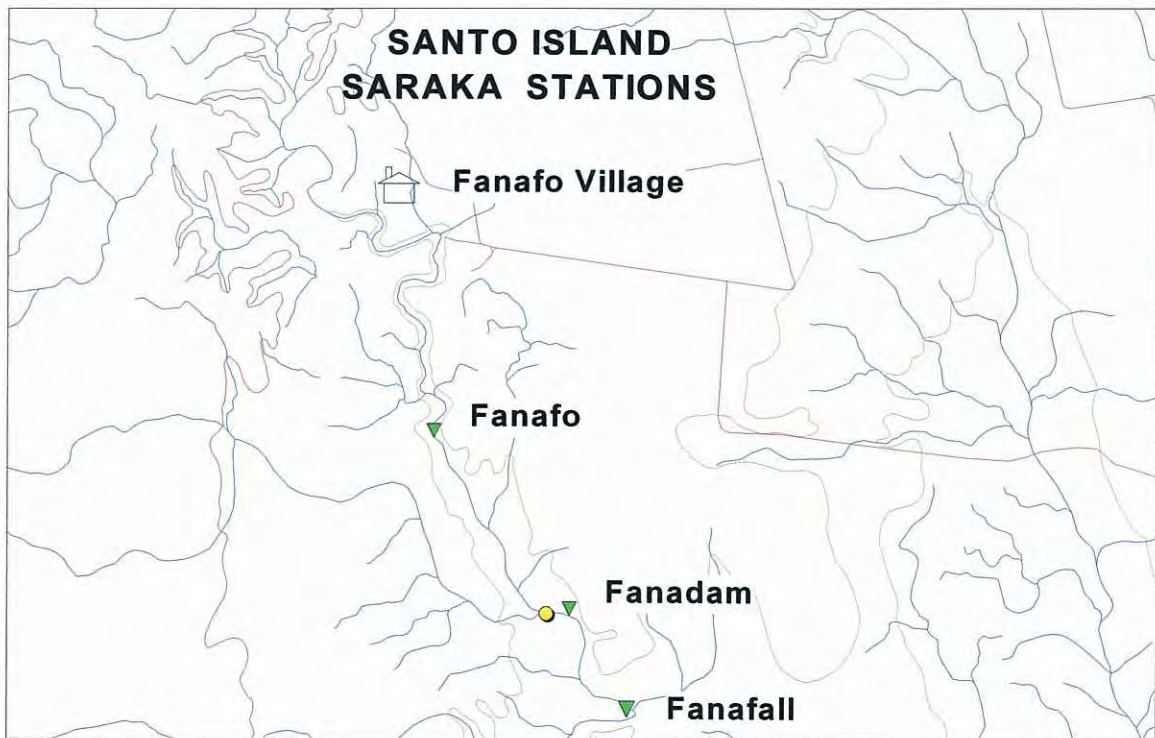 SANTO ISLAND
SARAKA STATIONS
Fanafo Village
Fanafo
Fanadam
Fanafall